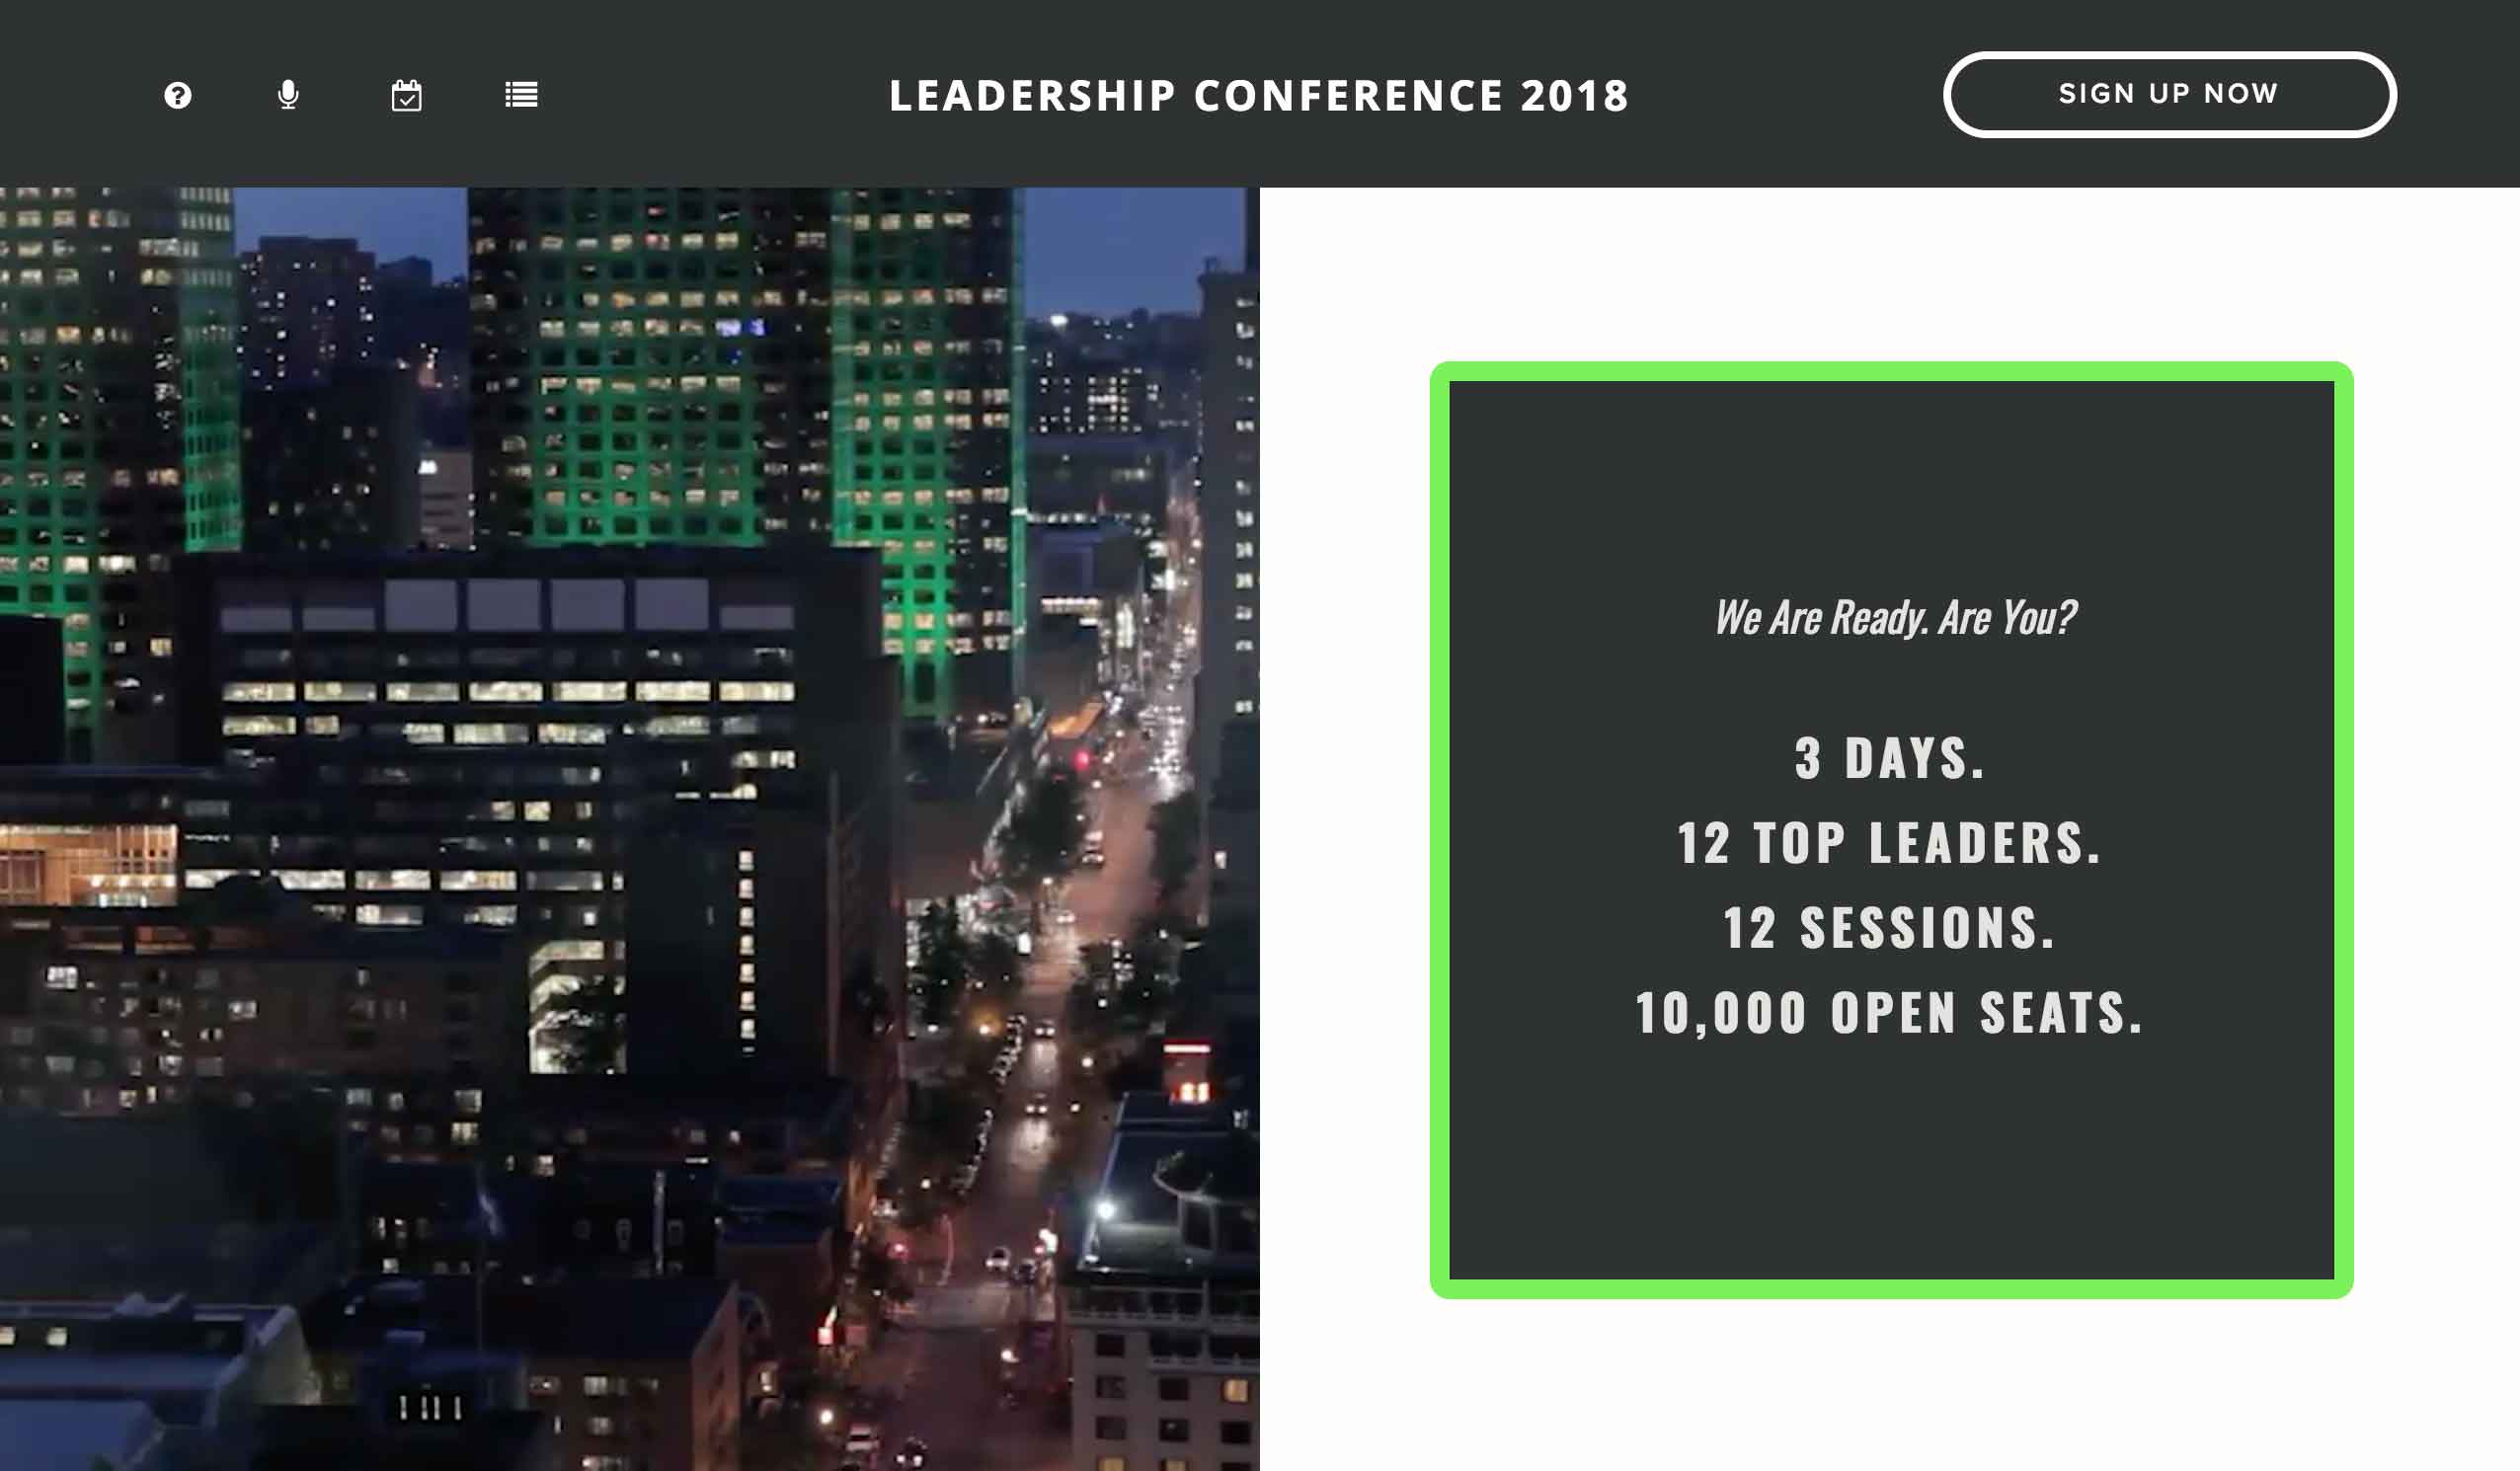 LEADERSHIP CONFERENCE 2018
SIGN UP NOW
We Are Ready. Are You?
3 DAYS.
12 TOP LEADERS.
12 SESSIONS.
10,000 OPEN SEATS.